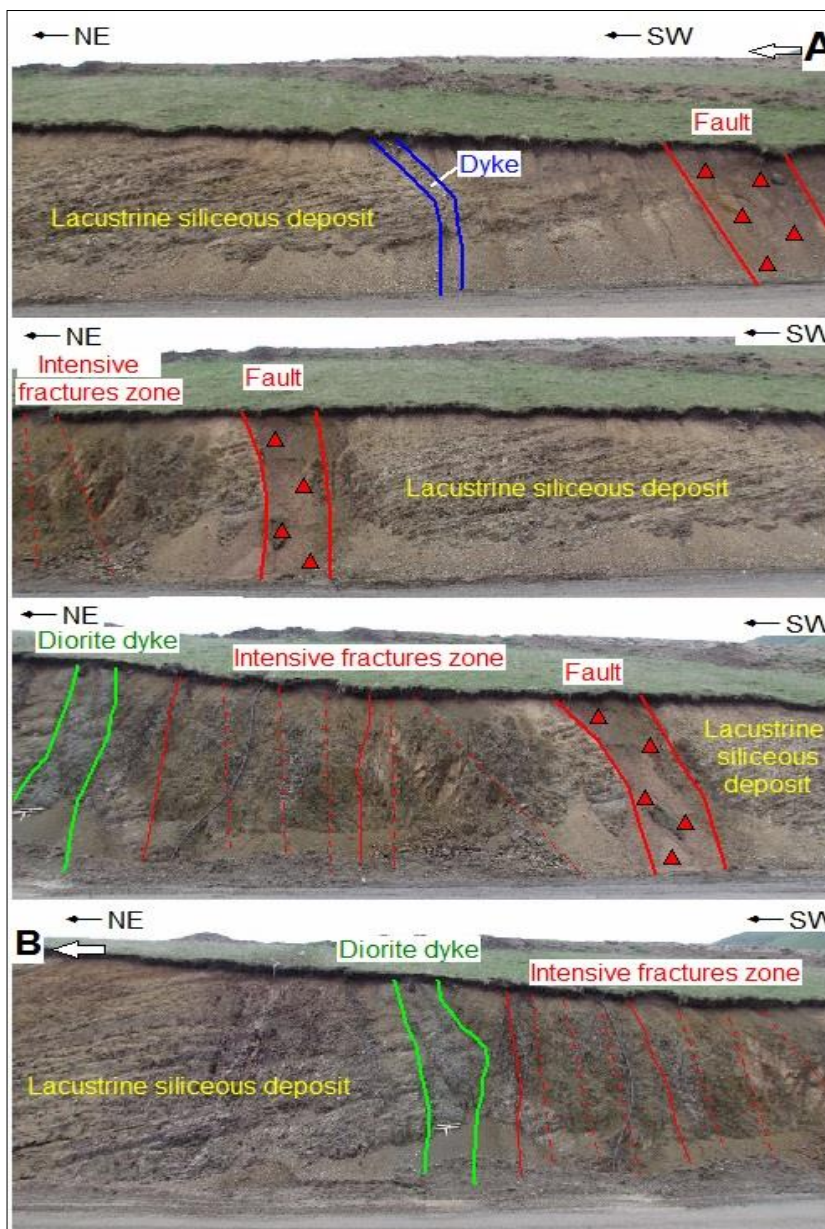 NE
SW
A
Fault
Dyke
Lacustrine siliceous deposit
NE
SW
Intensive
fractures zone
Fault
Lacustrine siliceous deposit
NE
SW
Diorite dyke
Intensive fractures zone
Fault
Lacustrine
siliceous
deposit
NE
SW
B
Diorite dyke
Intensive fractures zone
Lacustrine siliceous deposit